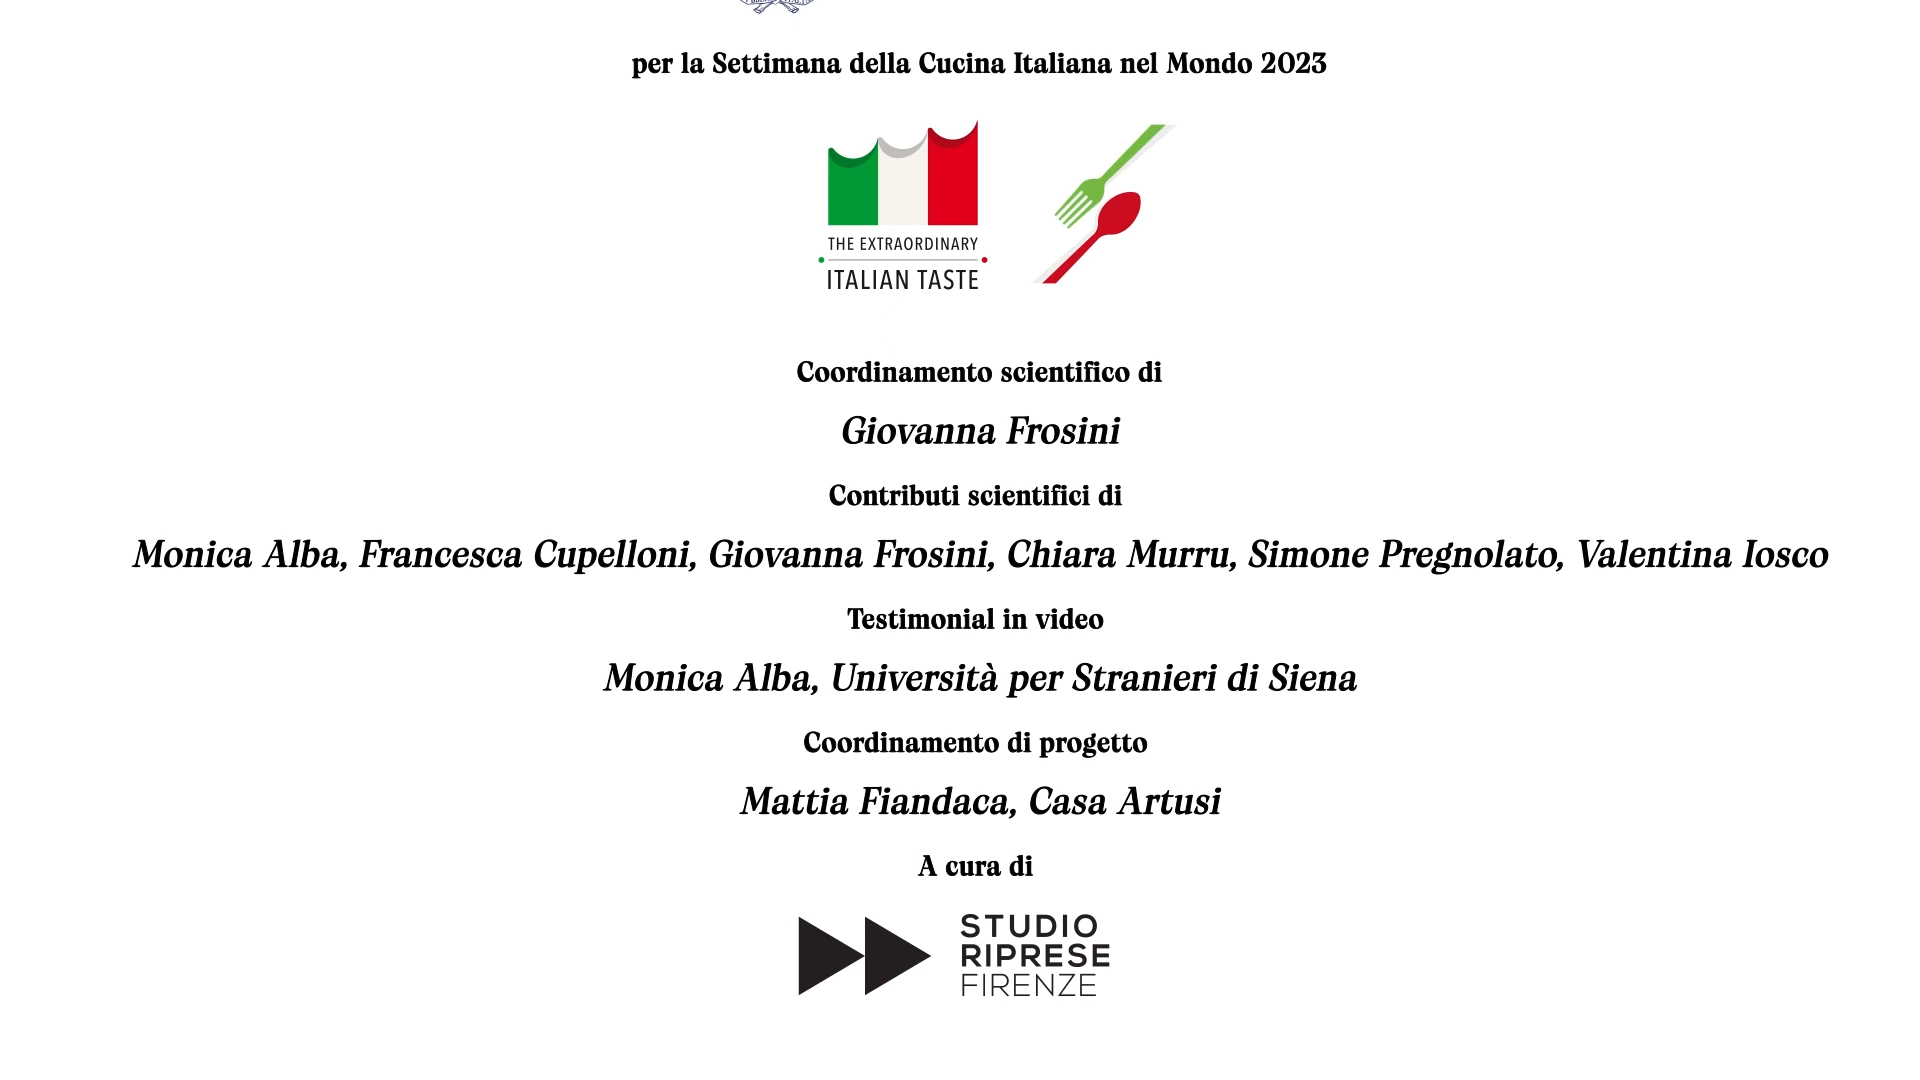 per la Settimana della Cucina Italiana nel Mondo 2023
THE EXTRAORDINARY
ITALIAN TASTE
Coordinamento scientifico di
Giovanna Frosini
Contributi scientifici di
Monica Alba, Francesca Cupelloni, Giovanna Frosini, Chiara Murru, Simone Pregnolato, Valentina Iosco
Testimonial in video
Monica Alba, Università per Stranieri di Siena
Coordinamento di progetto
Mattia Fiandaca, Casa Artusi
A cura di
STUDIO
RIPRESE
FIRENZE